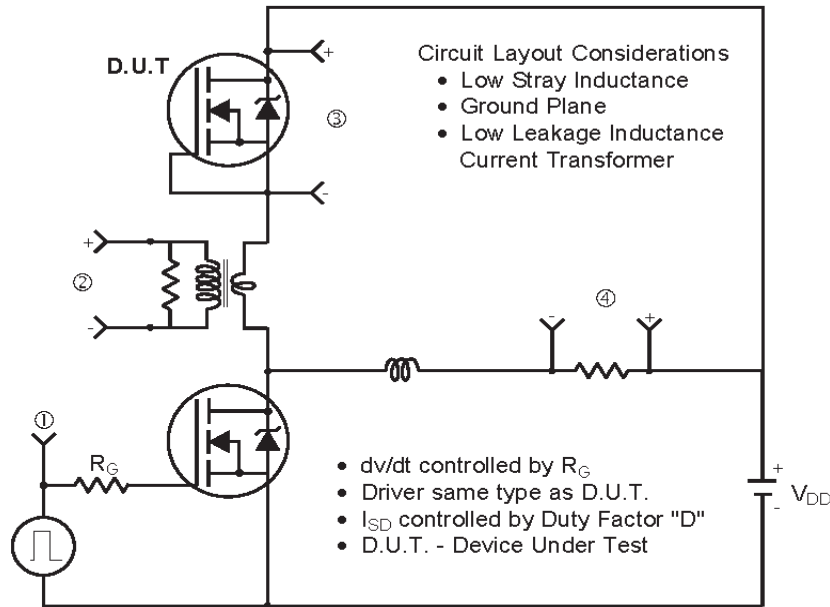 D.U.T
+
Circuit Layout Considerations
• Low Stray Inductance
• Ground Plane
• Low Leakage Inductance
Current Transformer
③
-
+
②
-
④
-
+
①
R_G
• dv/dt controlled by R_G
• Driver same type as D.U.T.
• I_SD controlled by Duty Factor "D"
• D.U.T. - Device Under Test
+
V_DD
-